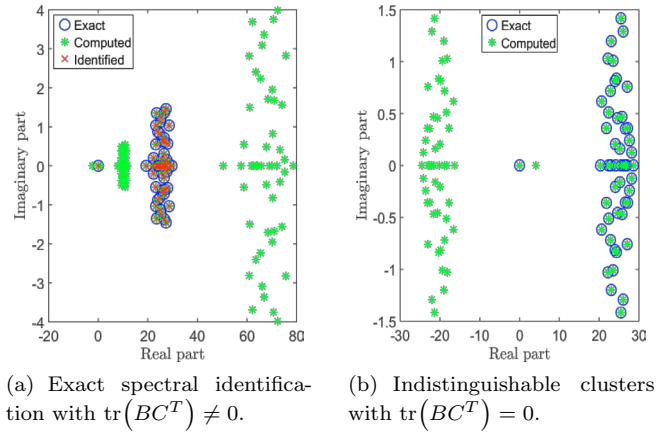 4
3
2
1
0
-1
-2
-3
-4
Imaginary part
Exact
Computed
Identified
-20 0 20 40 60 80
Real part
1.5
1
0.5
0
-0.5
-1
-1.5
Imaginary part
Exact
Computed
-30 -20 -10 0 10 20 30
Real part
(a) Exact spectral identifica-
tion with tr(BC^T) ≠ 0.
(b) Indistinguishable clusters
with tr(BC^T) = 0.